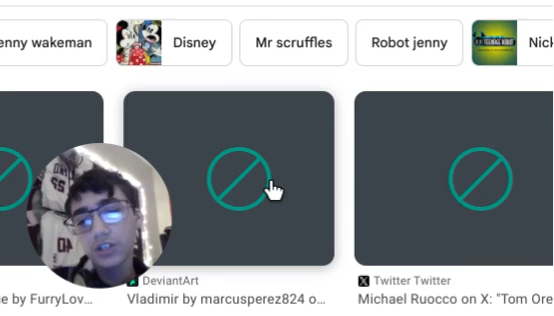 enny wakeman
Disney
Mr scruffles
Robot jenny
Nick
DeviantArt
Twitter Twitter
e by FurryLov...
Vladimir by marcusperez824 o...
Michael Ruocco on X: "Tom Ore